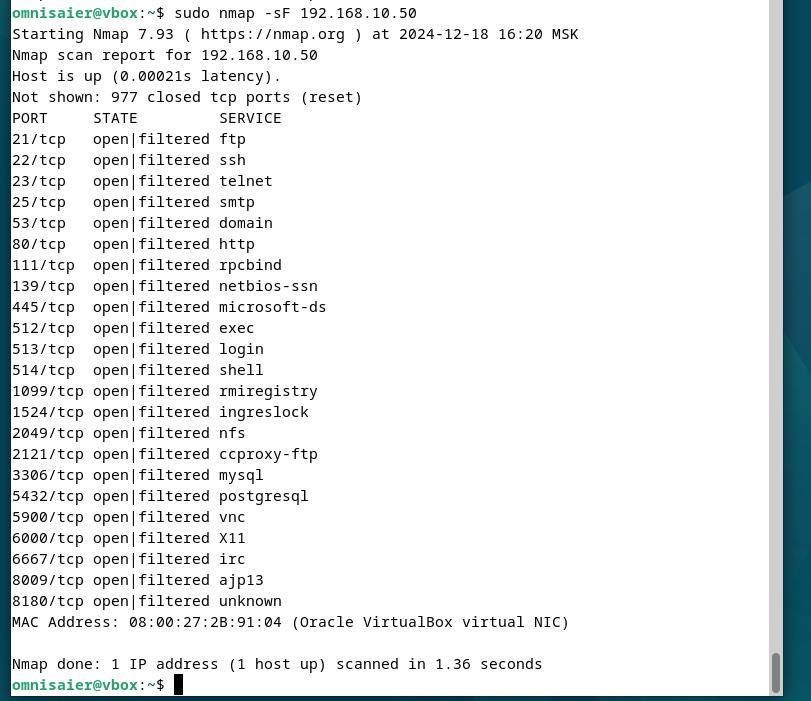 omnisaier@vbox:~$ sudo nmap -sF 192.168.10.50
Starting Nmap 7.93 ( https://nmap.org ) at 2024-12-18 16:20 MSK
Nmap scan report for 192.168.10.50
Host is up (0.00021s latency).
Not shown: 977 closed tcp ports (reset)
PORT     STATE         SERVICE
21/tcp   open|filtered ftp
22/tcp   open|filtered ssh
23/tcp   open|filtered telnet
25/tcp   open|filtered smtp
53/tcp   open|filtered domain
80/tcp   open|filtered http
111/tcp  open|filtered rpcbind
139/tcp  open|filtered netbios-ssn
445/tcp  open|filtered microsoft-ds
512/tcp  open|filtered exec
513/tcp  open|filtered login
514/tcp  open|filtered shell
1099/tcp open|filtered rmiregistry
1524/tcp open|filtered ingreslock
2049/tcp open|filtered nfs
2121/tcp open|filtered ccproxy-ftp
3306/tcp open|filtered mysql
5432/tcp open|filtered postgresql
5900/tcp open|filtered vnc
6000/tcp open|filtered X11
6667/tcp open|filtered irc
8009/tcp open|filtered ajp13
8180/tcp open|filtered unknown
MAC Address: 08:00:27:2B:91:04 (Oracle VirtualBox virtual NIC)
Nmap done: 1 IP address (1 host up) scanned in 1.36 seconds
omnisaier@vbox:~$